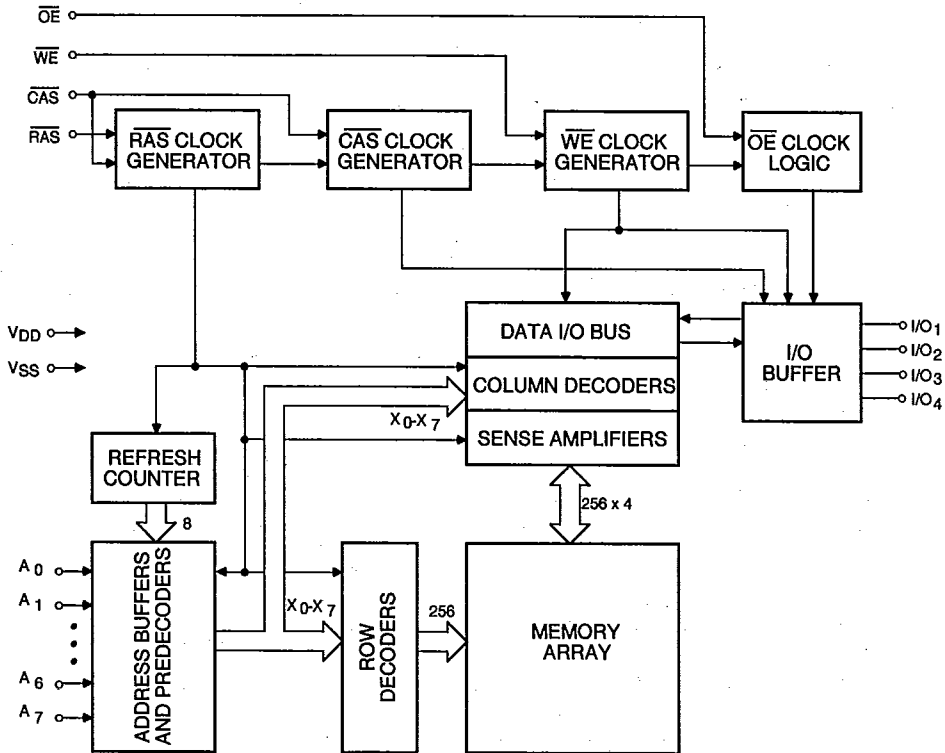 OE
WE
CAS
RAS
RAS CLOCK
GENERATOR
CAS CLOCK
GENERATOR
WE CLOCK
GENERATOR
OE CLOCK
LOGIC
VDD
VSS
DATA I/O BUS
COLUMN DECODERS
SENSE AMPLIFIERS
I/O
BUFFER
I/O1
I/O2
I/O3
I/O4
X0-X7
REFRESH
COUNTER
8
256 x 4
A0
A1
A6
A7
ADDRESS BUFFERS
AND PREDECODERS
X0-X7
ROW
DECODERS
256
MEMORY
ARRAY